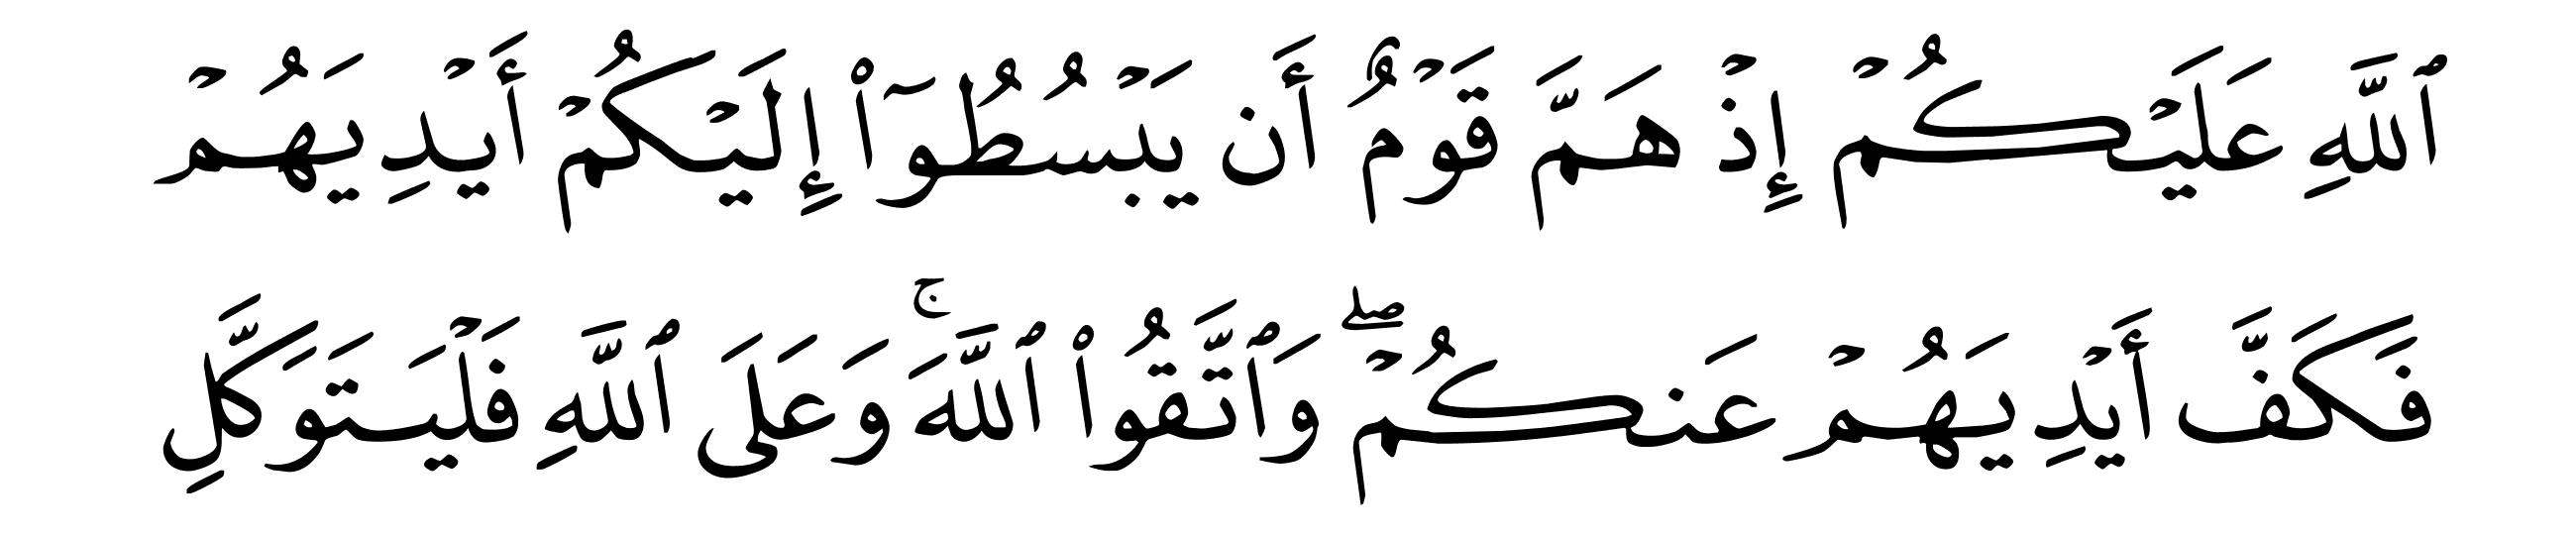 ٱللَّهِ عَلَيْكُمْ إِذْ هَمَّ قَوْمٌ أَن يَبْسُطُوٓا۟ إِلَيْكُمْ أَيْدِيَهُمْ
فَكَفَّ أَيْدِيَهُمْ عَنكُمْ ۖ وَٱتَّقُوا۟ ٱللَّهَ ۚ وَعَلَى ٱللَّهِ فَلْيَتَوَكَّلِ